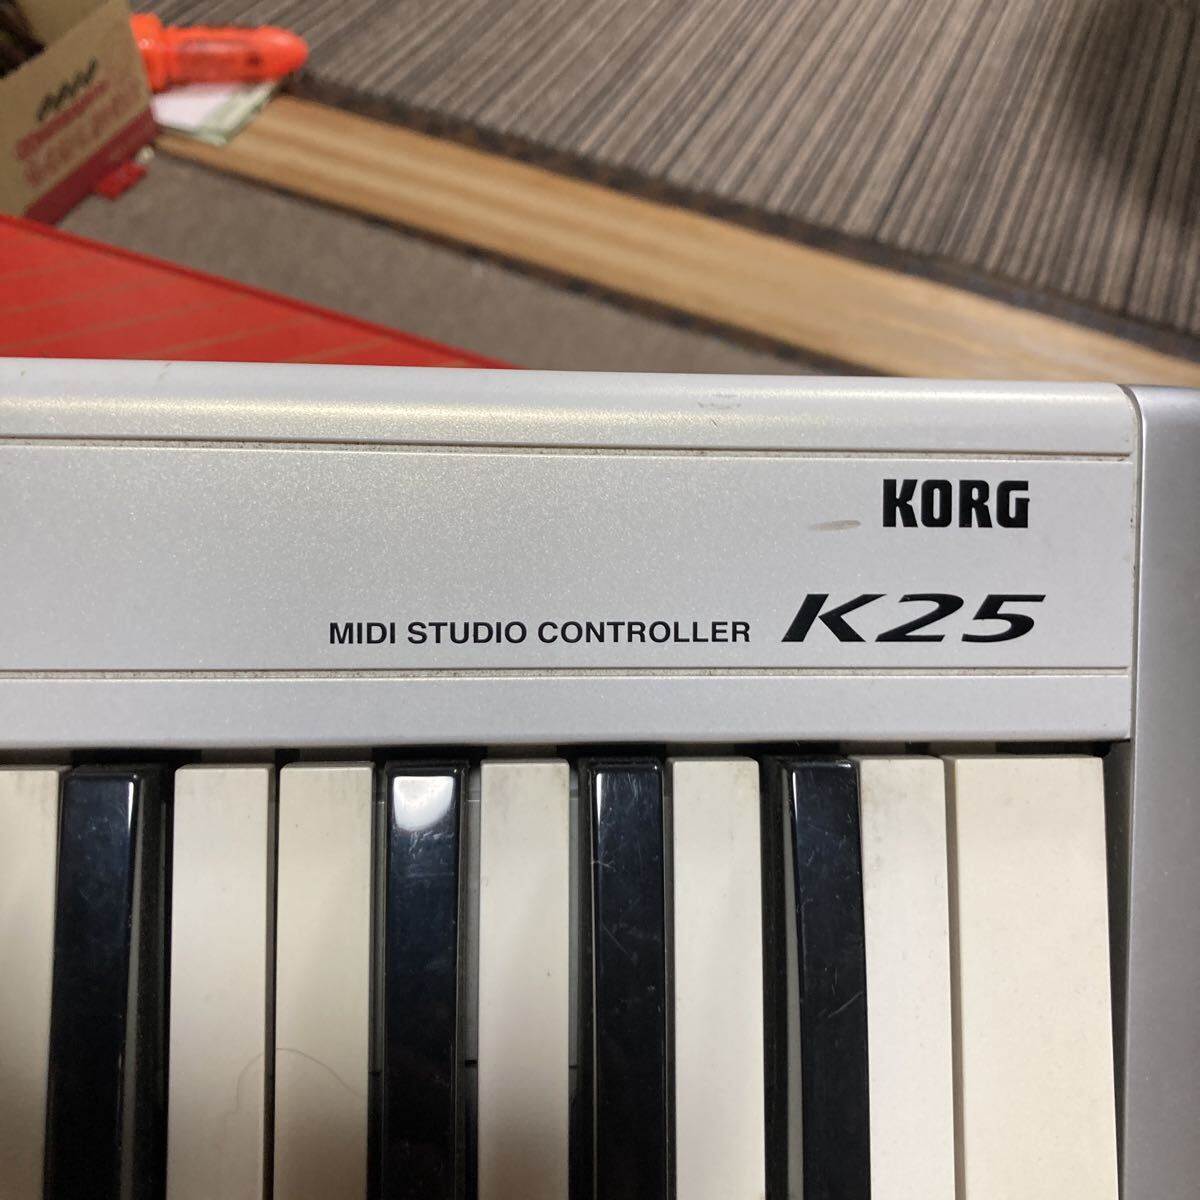 KORG
MIDI STUDIO CONTROLLER K25